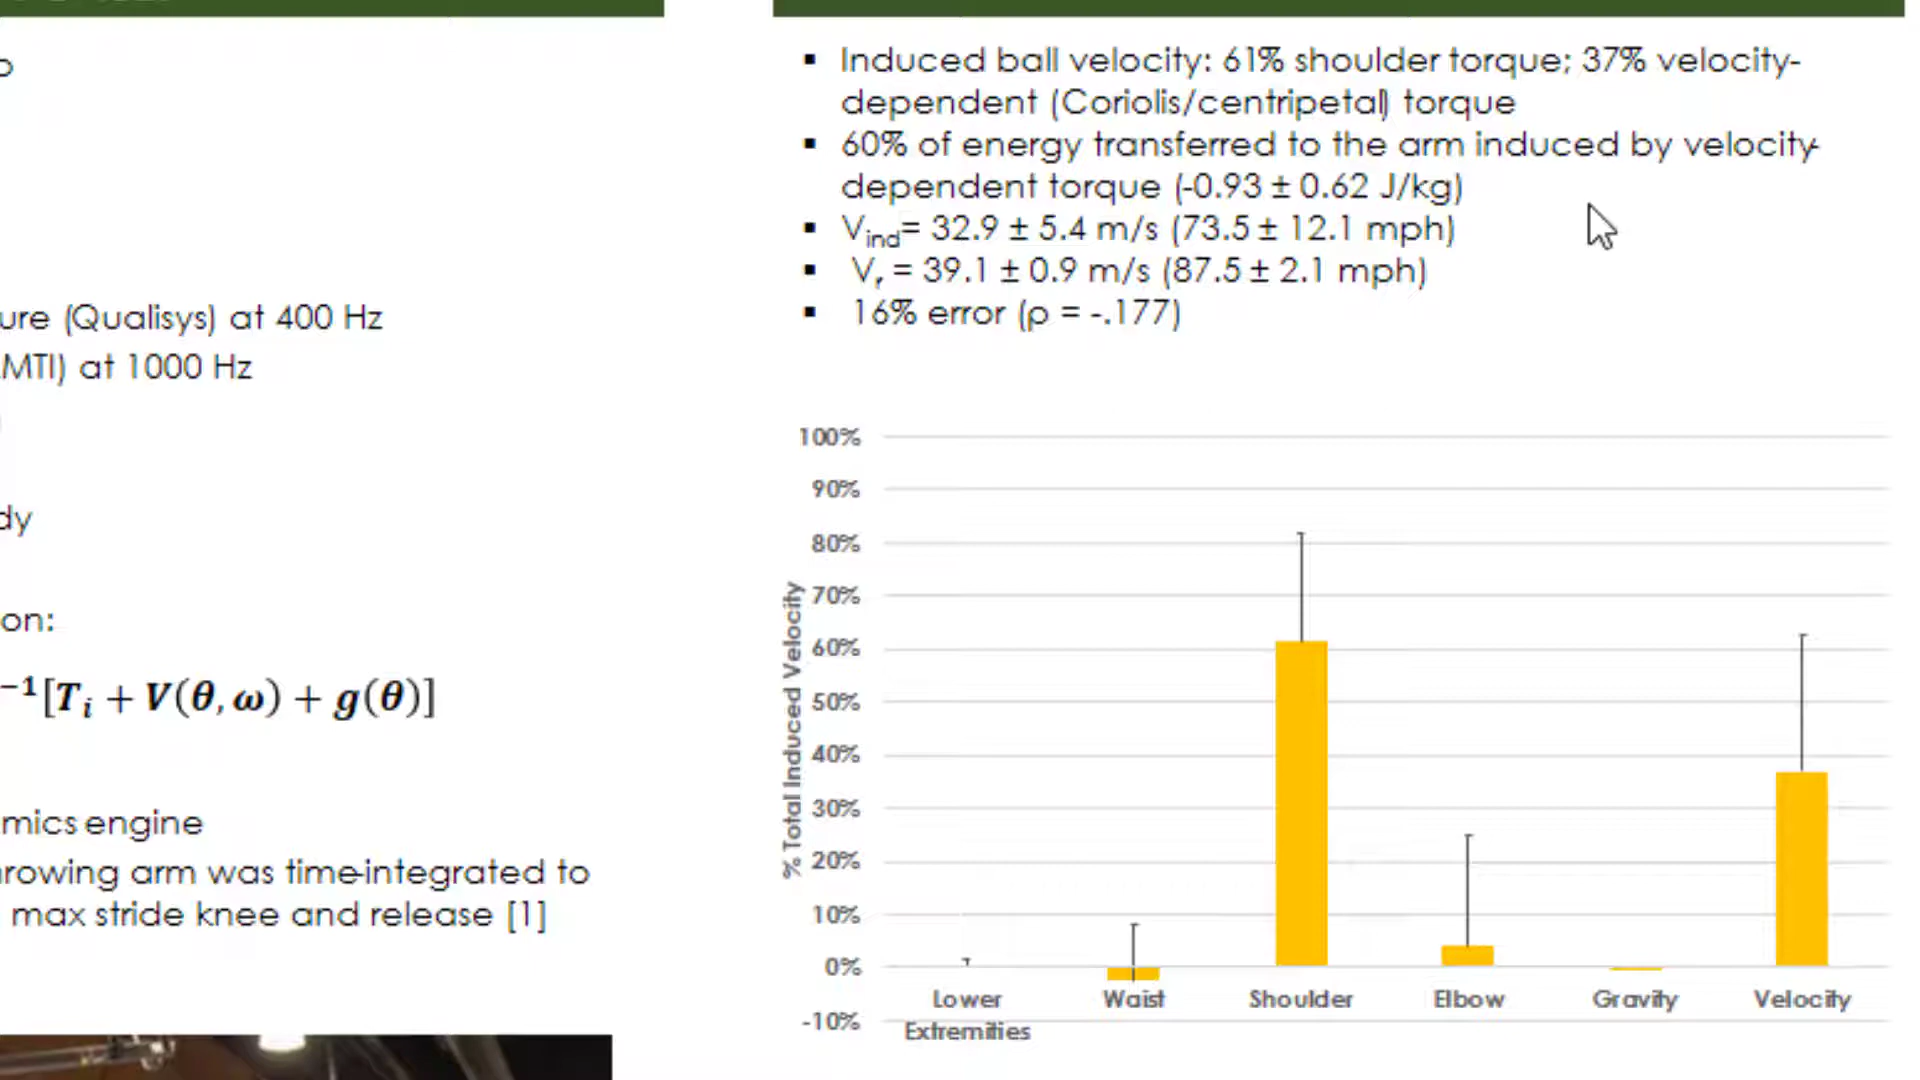 ure (Qualisys) at 400 Hz
MTI) at 1000 Hz
dy
on:
⁻¹[Tᵢ + V(θ, ω) + g(θ)]
mics engine
rowing arm was time-integrated to
max stride knee and release [1]
▪ Induced ball velocity: 61% shoulder torque; 37% velocity-
dependent (Coriolis/centripetal) torque
▪ 60% of energy transferred to the arm induced by velocity-
dependent torque (-0.93 ± 0.62 J/kg)
▪ Vind= 32.9 ± 5.4 m/s (73.5 ± 12.1 mph)
▪ Vr = 39.1 ± 0.9 m/s (87.5 ± 2.1 mph)
▪ 16% error (ρ = -.177)
% Total Induced Velocity
100%
90%
80%
70%
60%
50%
40%
30%
20%
10%
0%
-10%
Lower Extremities
Waist
Shoulder
Elbow
Gravity
Velocity